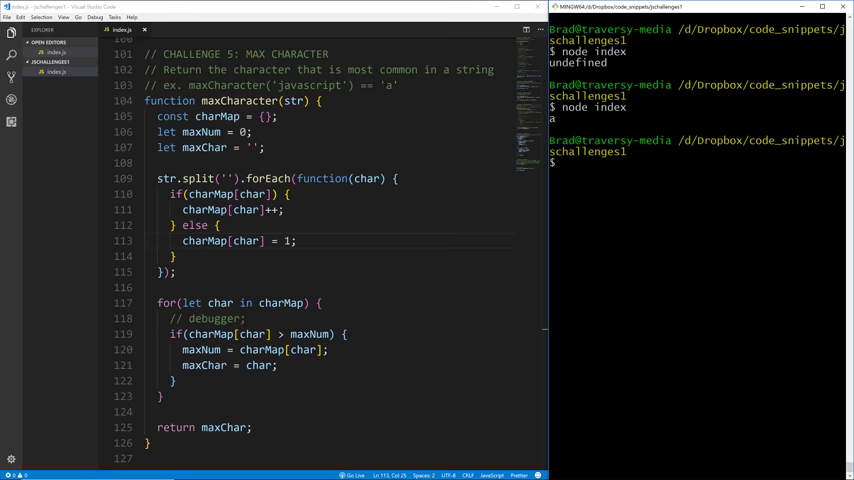 index.js - jschallenges1 - Visual Studio Code
File Edit Selection View Go Debug Tasks Help
EXPLORER
OPEN EDITORS
index.js
JSCHALLENGES1
index.js
index.js
100
101 // CHALLENGE 5: MAX CHARACTER
102 // Return the character that is most common in a string
103 // ex. maxCharacter('javascript') == 'a'
104 function maxCharacter(str) {
105 const charMap = {};
106 let maxNum = 0;
107 let maxChar = '';
108
109 str.split('').forEach(function(char) {
110 if(charMap[char]) {
111 charMap[char]++;
112 } else {
113 charMap[char] = 1;
114 }
115 });
116
117 for(let char in charMap) {
118 // debugger;
119 if(charMap[char] > maxNum) {
120 maxNum = charMap[char];
121 maxChar = char;
122 }
123 }
124
125 return maxChar;
126 }
127
0 0
Go Live Ln 113, Col 25 Spaces: 2 UTF-8 CRLF JavaScript Prettier
MINGW64:/d/Dropbox/code_snippets/jschallenges1
Brad@traversy-media /d/Dropbox/code_snippets/j
schallenges1
$ node index
undefined
Brad@traversy-media /d/Dropbox/code_snippets/j
schallenges1
$ node index
a
Brad@traversy-media /d/Dropbox/code_snippets/j
schallenges1
$